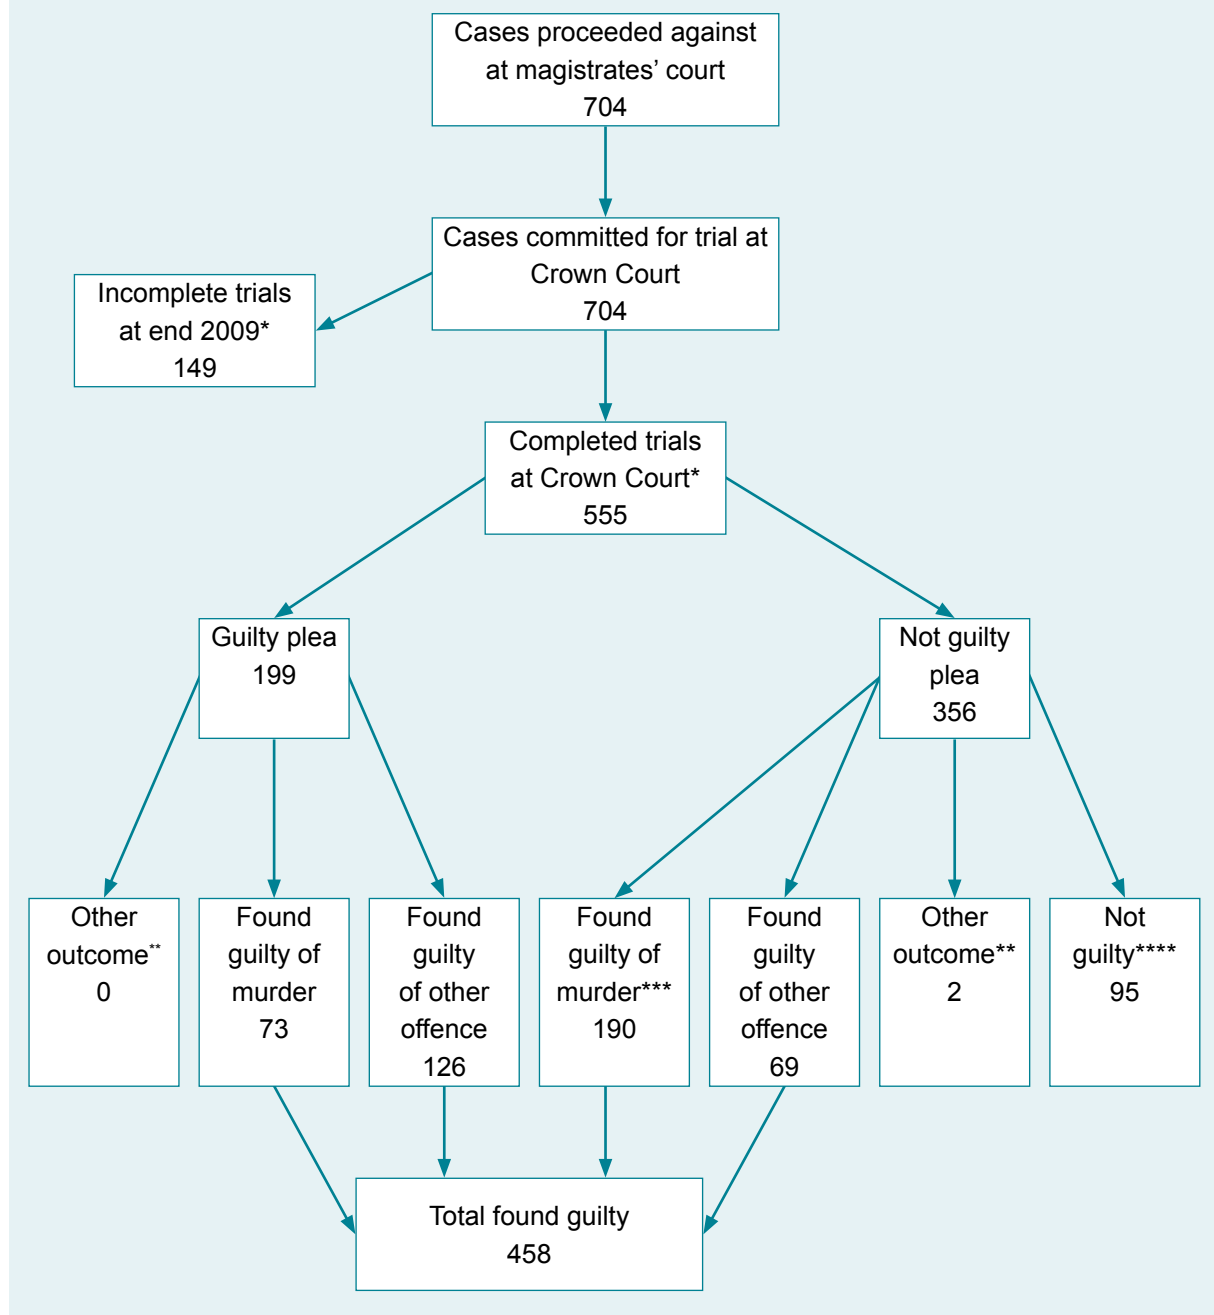 Cases proceeded against
at magistrates’ court
704
Cases committed for trial at
Crown Court
704
Incomplete trials
at end 2009*
149
Completed trials
at Crown Court*
555
Guilty plea
199
Not guilty
plea
356
Other
outcome**
0
Found
guilty of
murder
73
Found
guilty
of other
offence
126
Found
guilty of
murder***
190
Found
guilty
of other
offence
69
Other
outcome**
2
Not
guilty****
95
Total found guilty
458